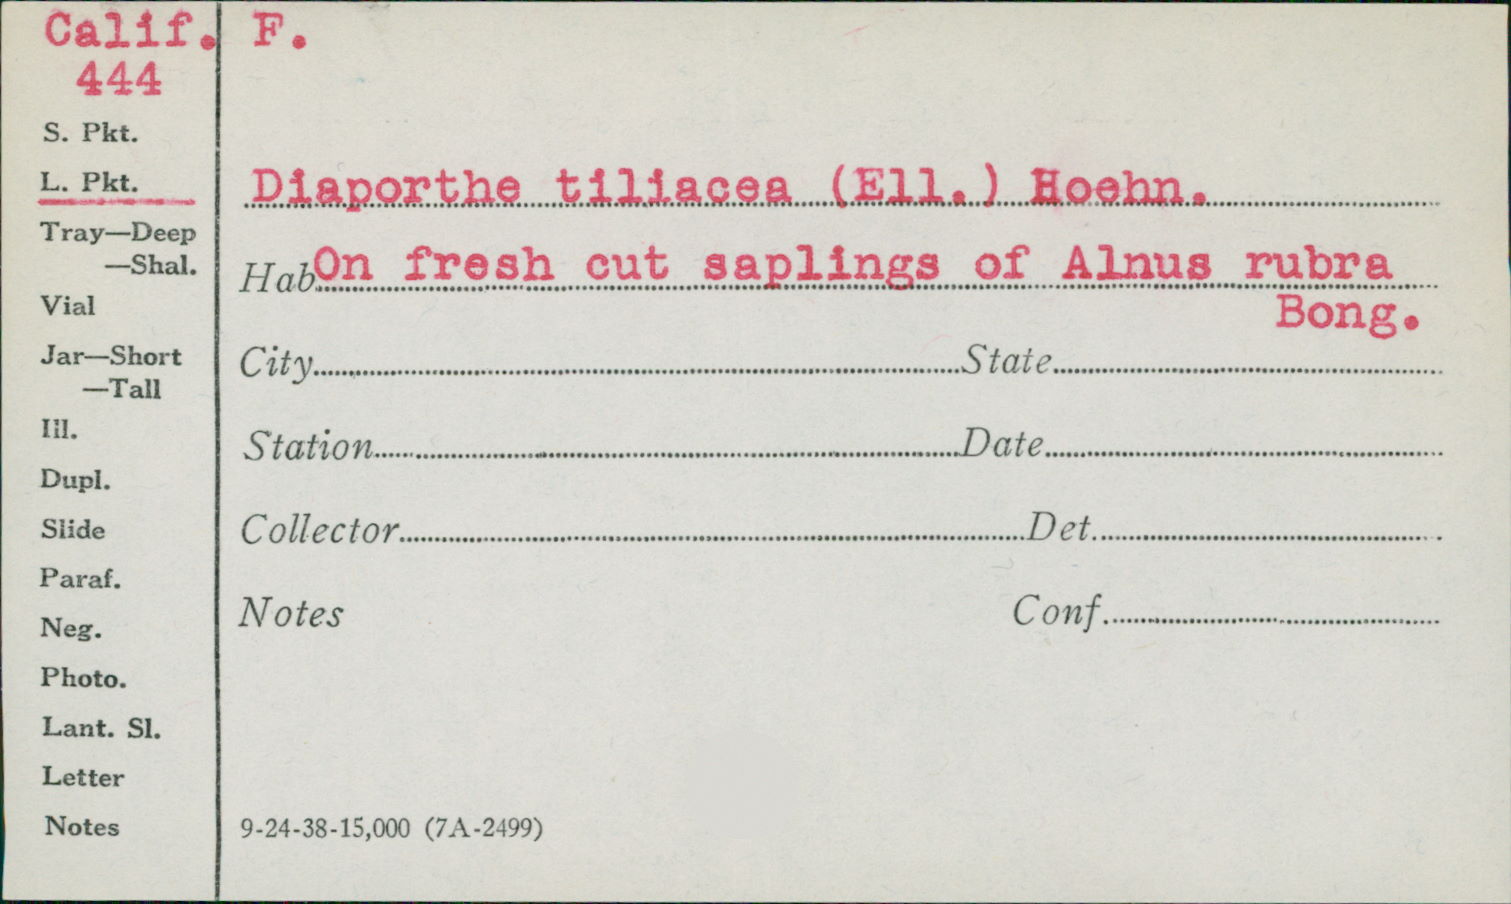 Calif. F.
444
S. Pkt.
L. Pkt.
Diaporthe tiliacea (Ell.) Hoehn.
Tray—Deep
—Shal.
Hab. On fresh cut saplings of Alnus rubra
Bong.
Vial
Jar—Short
—Tall
City State
Ill.
Station Date
Dupl.
Slide
Collector Det.
Paraf.
Neg.
Notes Conf.
Photo.
Lant. Sl.
Letter
Notes
9-24-38-15,000 (7A-2499)